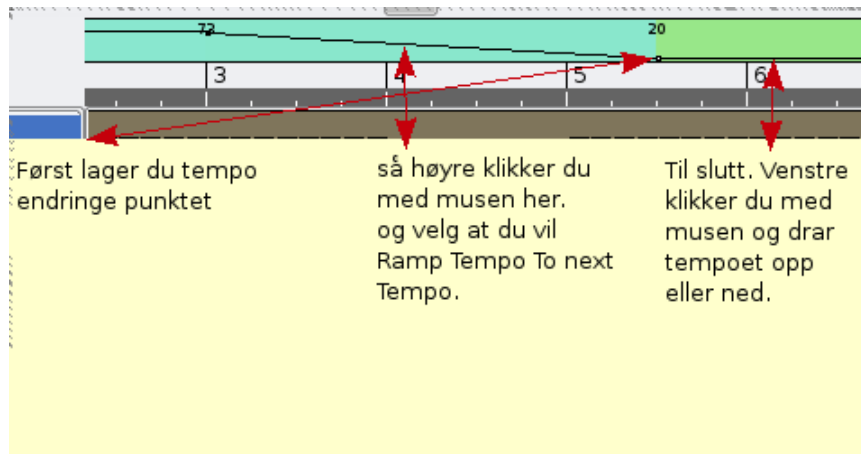 73 20
3 4 5 6
Først lager du tempo
endringe punktet
så høyre klikker du
med musen her.
og velg at du vil
Ramp Tempo To next
Tempo.
Til slutt. Venstre
klikker du med
musen og drar
tempoet opp
eller ned.